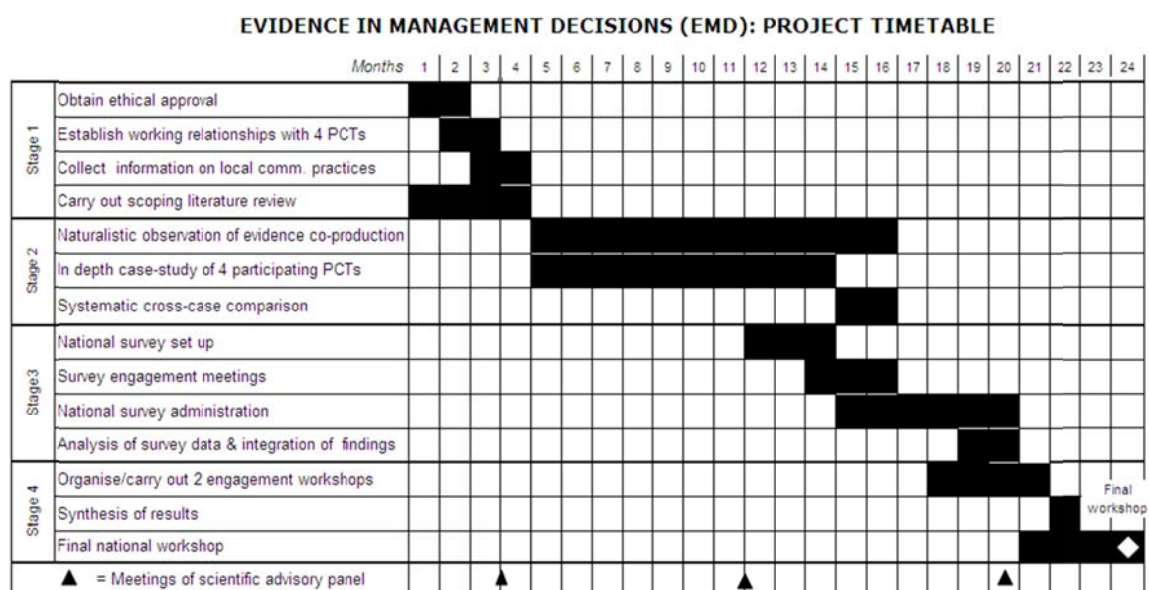 EVIDENCE IN MANAGEMENT DECISIONS (EMD): PROJECT TIMETABLE
Months 1 2 3 4 5 6 7 8 9 10 11 12 13 14 15 16 17 18 19 20 21 22 23 24
Stage 1
Obtain ethical approval
Establish working relationships with 4 PCTs
Collect information on local comm. practices
Carry out scoping literature review
Stage 2
Naturalistic observation of evidence co-production
In depth case-study of 4 participating PCTs
Systematic cross-case comparison
Stage3
National survey set up
Survey engagement meetings
National survey administration
Analysis of survey data & integration of findings
Stage 4
Organise/carry out 2 engagement workshops
Final
workshop
Synthesis of results
Final national workshop
= Meetings of scientific advisory panel